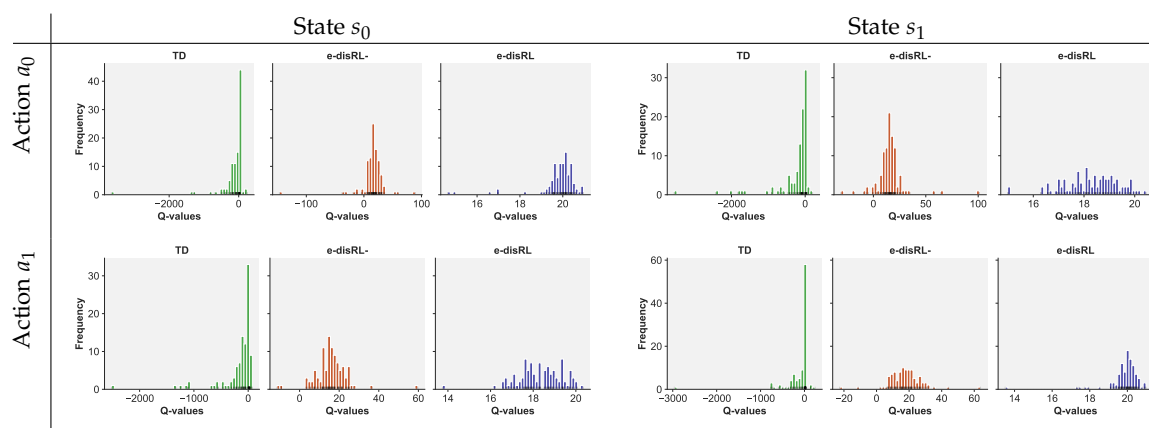 State s₀ State s₁
Action a₀
TD e-disRL- e-disRL TD e-disRL- e-disRL
Frequency
40
30
20
10
0
−2000 0
−100 0 100
16 18 20
Q-values Q-values Q-values
Frequency
30
20
10
0
−2000 0
0 50 100
16 18 20
Q-values Q-values Q-values
Action a₁
TD e-disRL- e-disRL TD e-disRL- e-disRL
Frequency
30
20
10
0
−2000 −1000 0
0 20 40 60
14 16 18 20
Q-values Q-values Q-values
Frequency
60
50
40
30
20
10
0
−3000 −2000 −1000 0
−20 0 20 40 60
14 16 18 20
Q-values Q-values Q-values